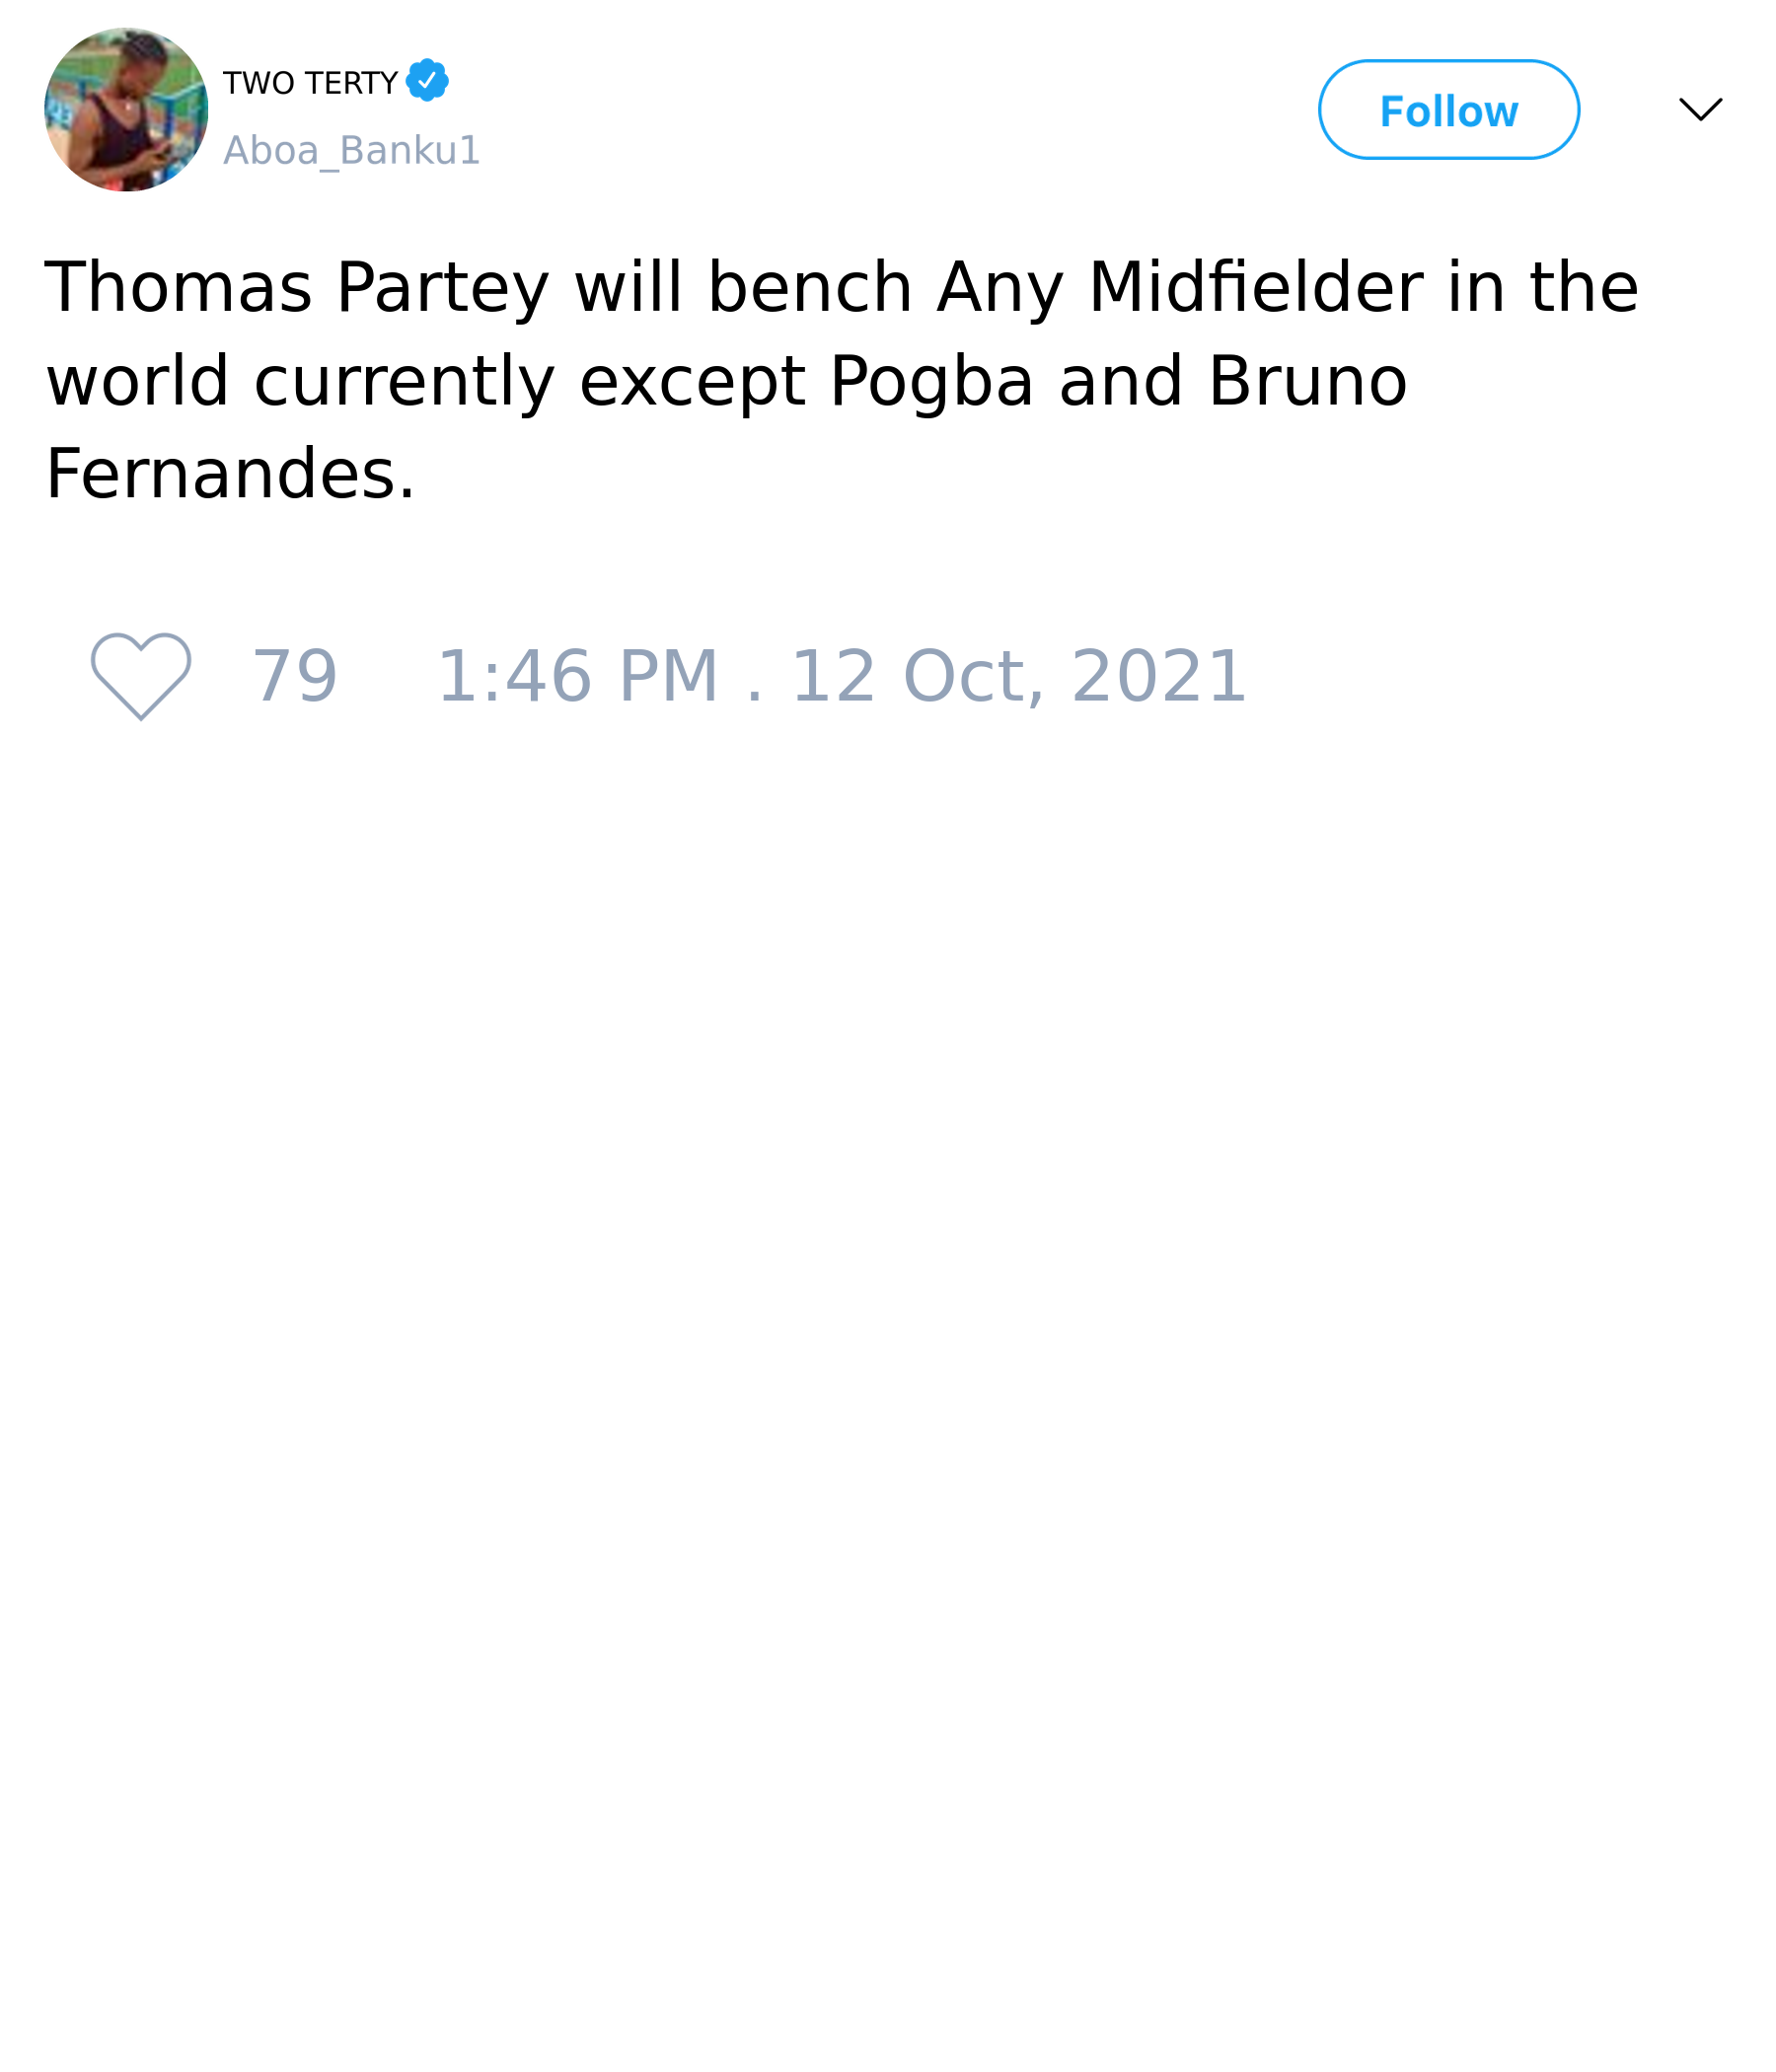 TWO TERTY
Aboa_Banku1
Follow
Thomas Partey will bench Any Midfielder in the
world currently except Pogba and Bruno
Fernandes.
79 1:46 PM . 12 Oct, 2021